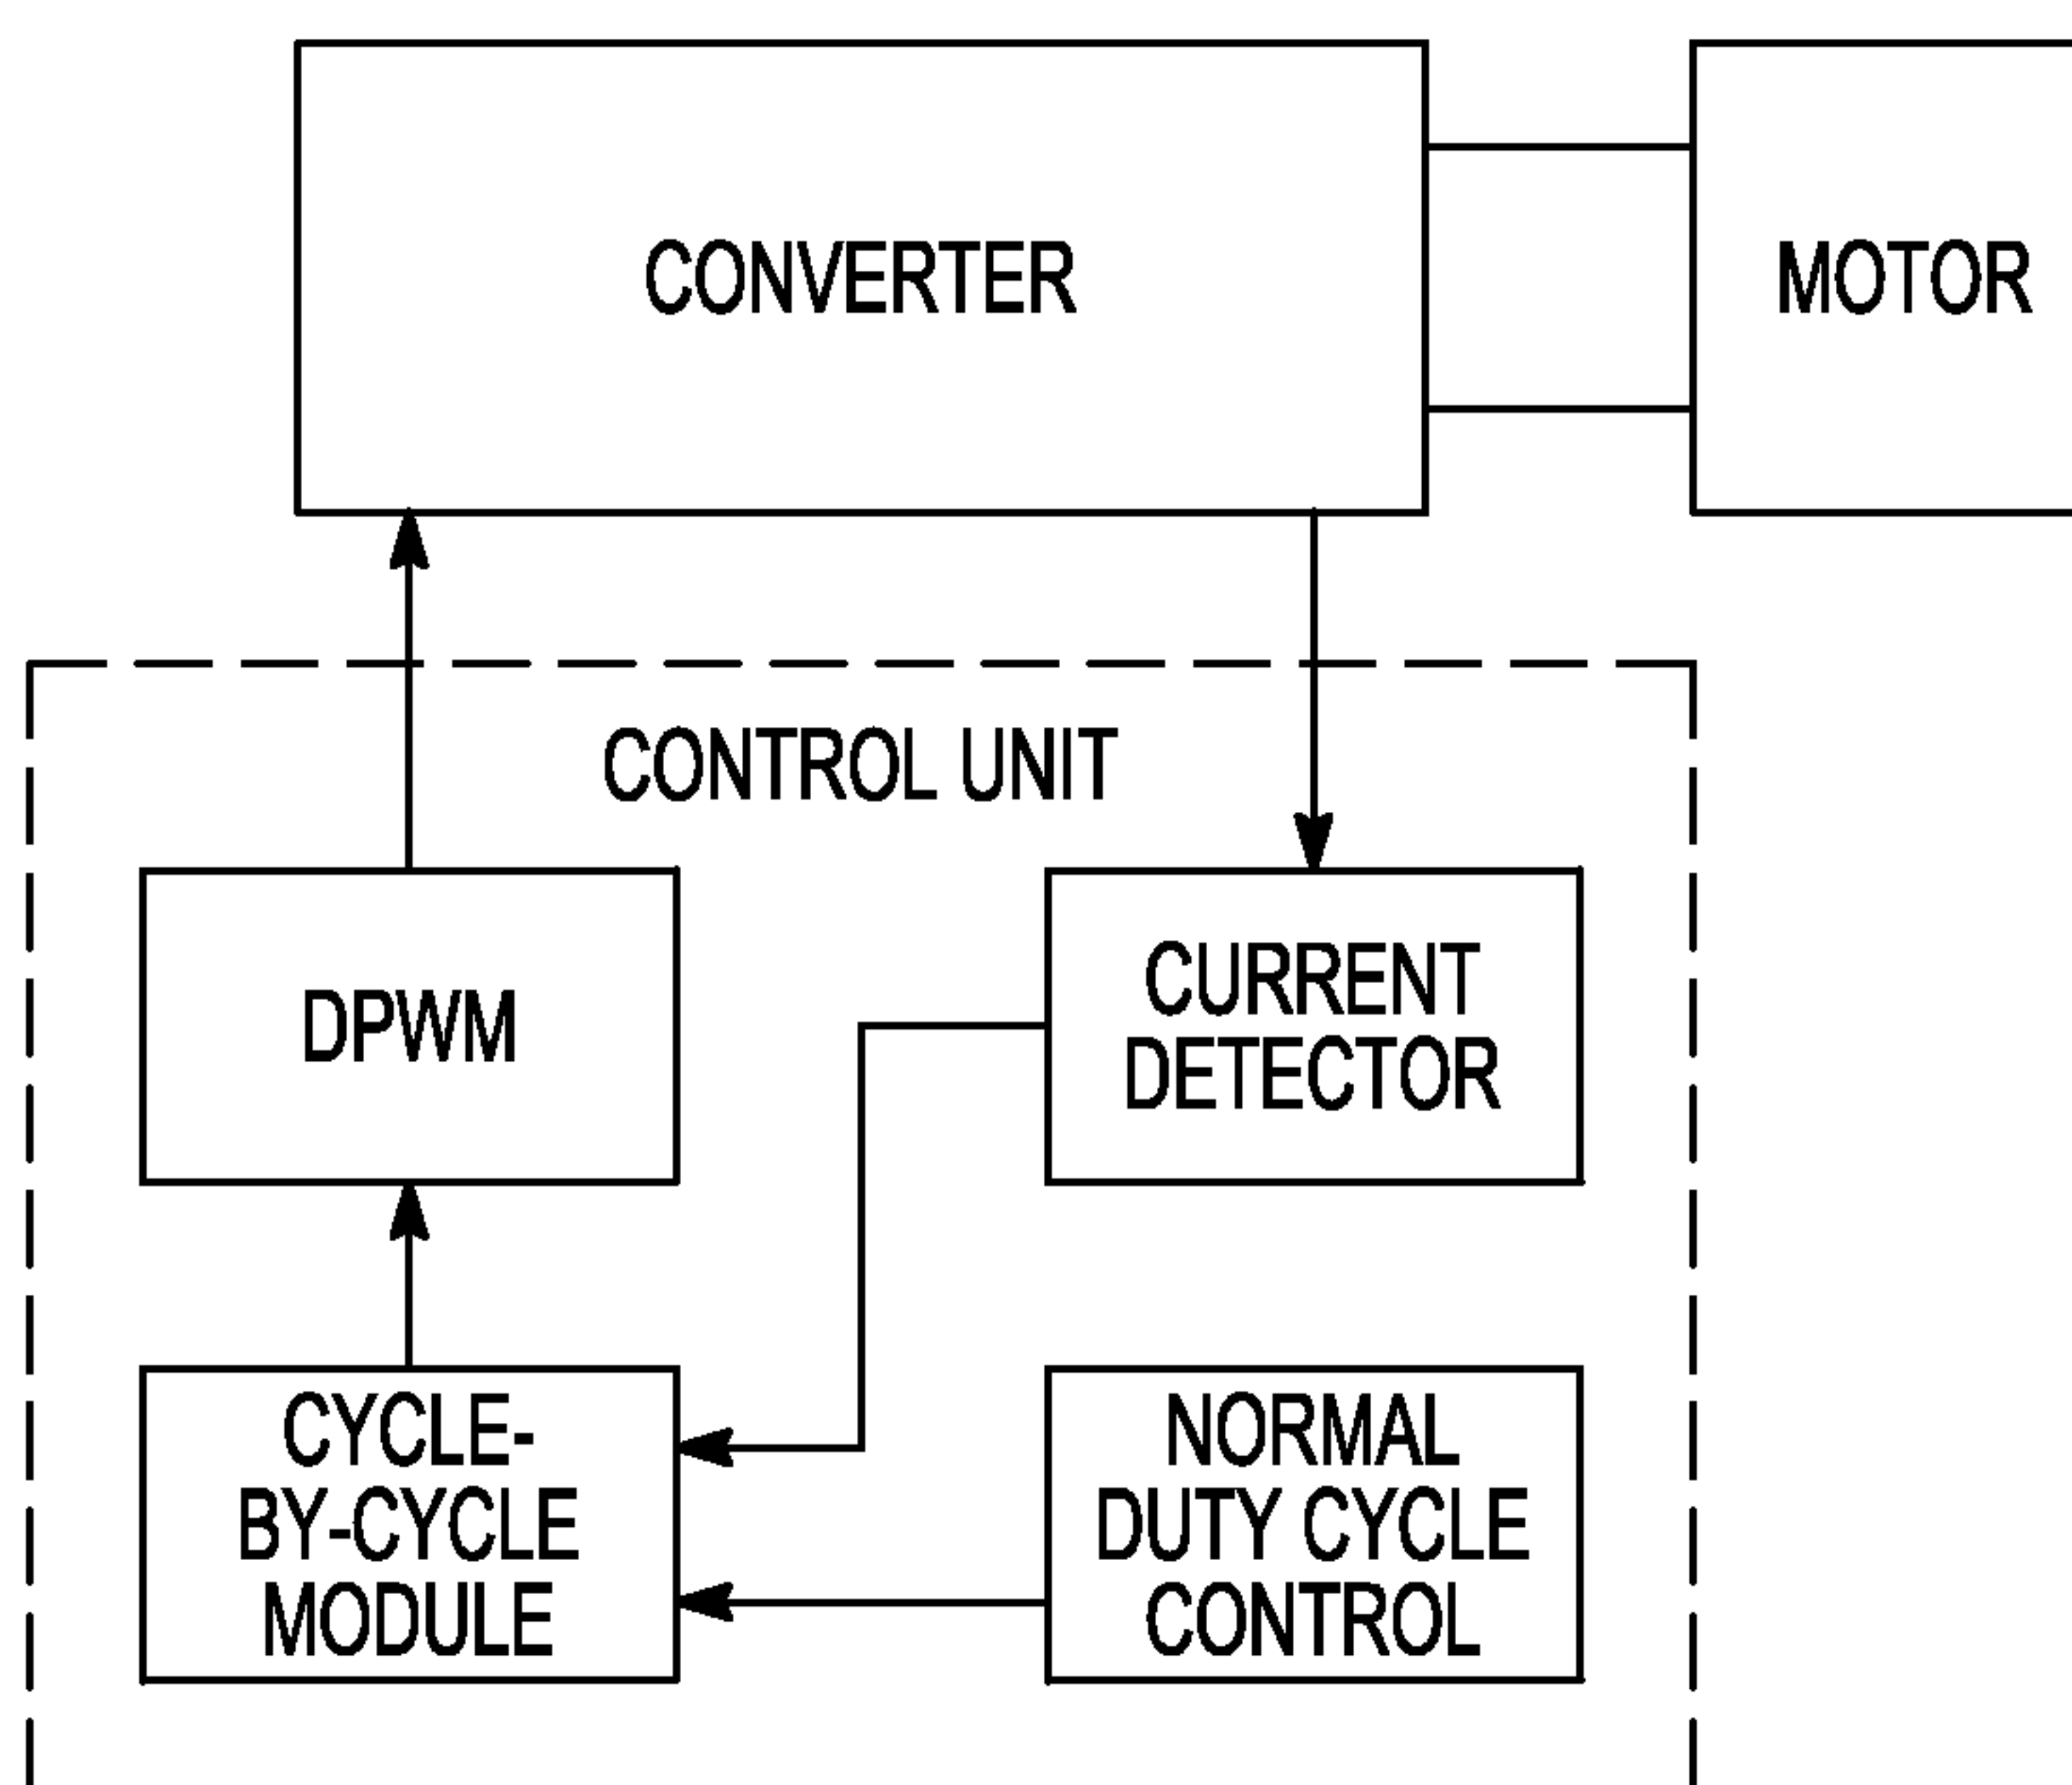 CONVERTER
MOTOR
CONTROL UNIT
DPWM
CURRENT
DETECTOR
CYCLE-
BY-CYCLE
MODULE
NORMAL
DUTY CYCLE
CONTROL